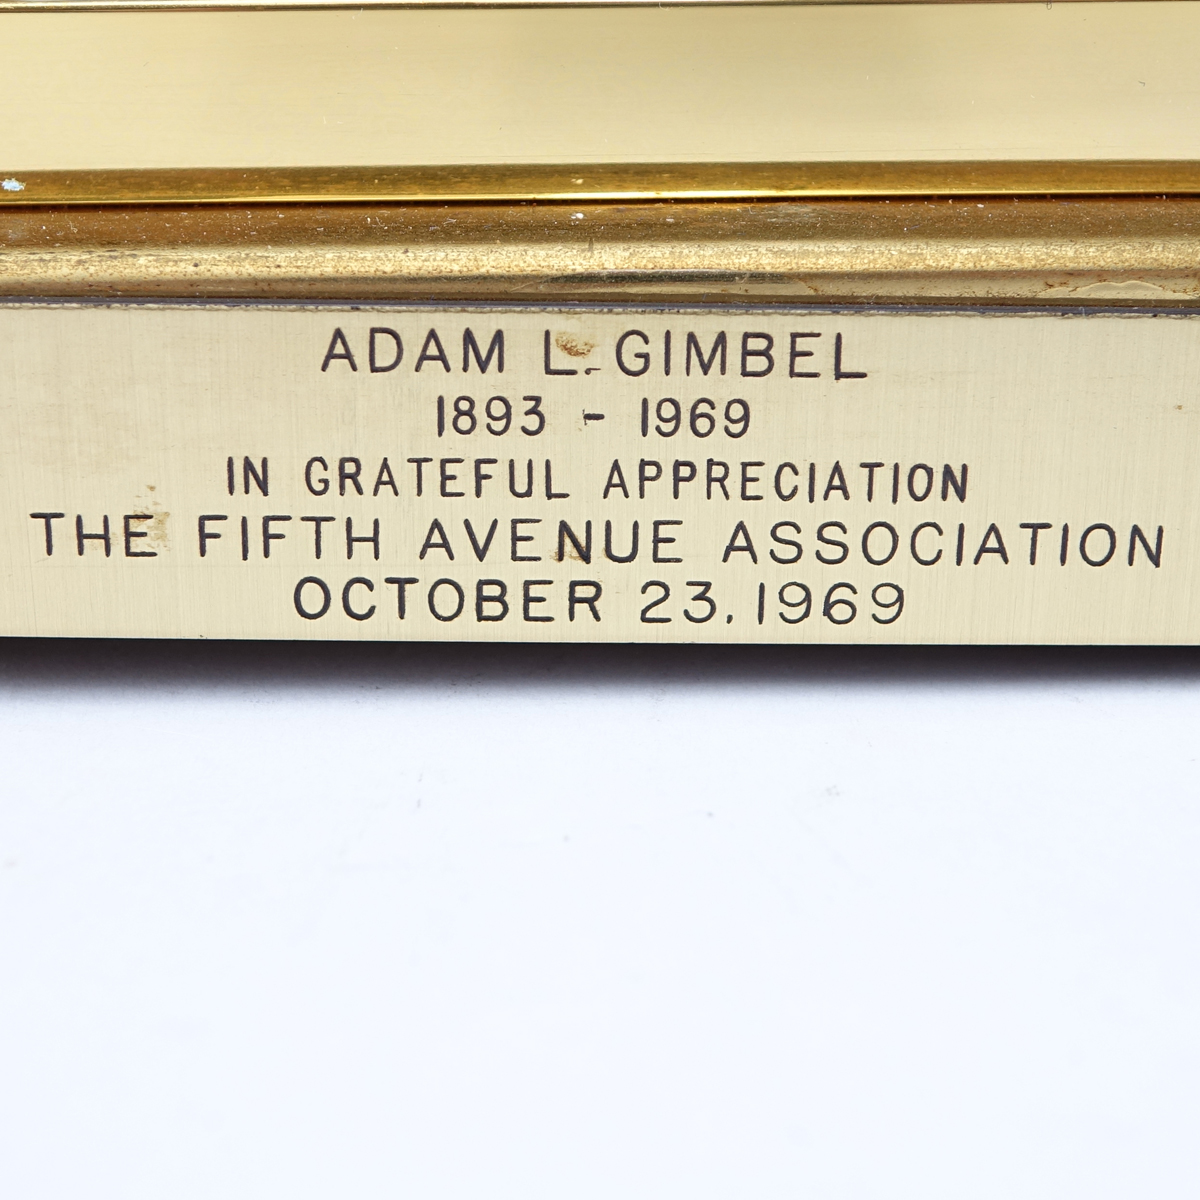 ADAM L. GIMBEL
1893 - 1969
IN GRATEFUL APPRECIATION
THE FIFTH AVENUE ASSOCIATION
OCTOBER 23, 1969